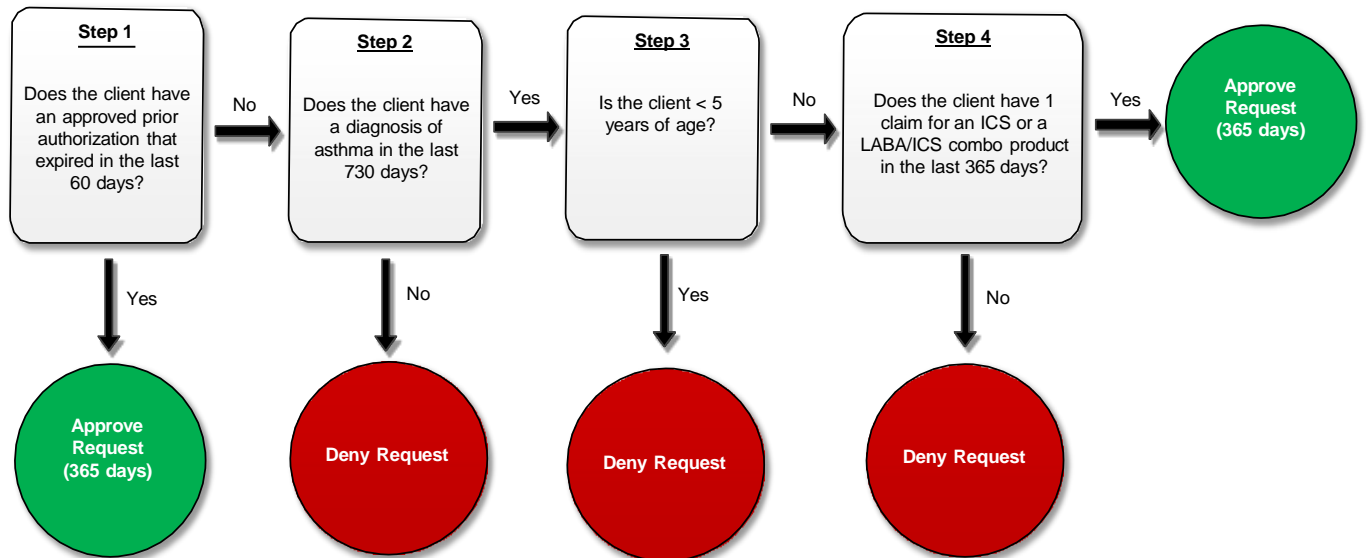 Step 1
Does the client have
an approved prior
authorization that
expired in the last
60 days?
No
Yes
Approve
Request
(365 days)
Step 2
Does the client have
a diagnosis of
asthma in the last
730 days?
Yes
No
Deny Request
Step 3
Is the client < 5
years of age?
No
Yes
Deny Request
Step 4
Does the client have 1
claim for an ICS or a
LABA/ICS combo product
in the last 365 days?
Yes
No
Deny Request
Approve
Request
(365 days)